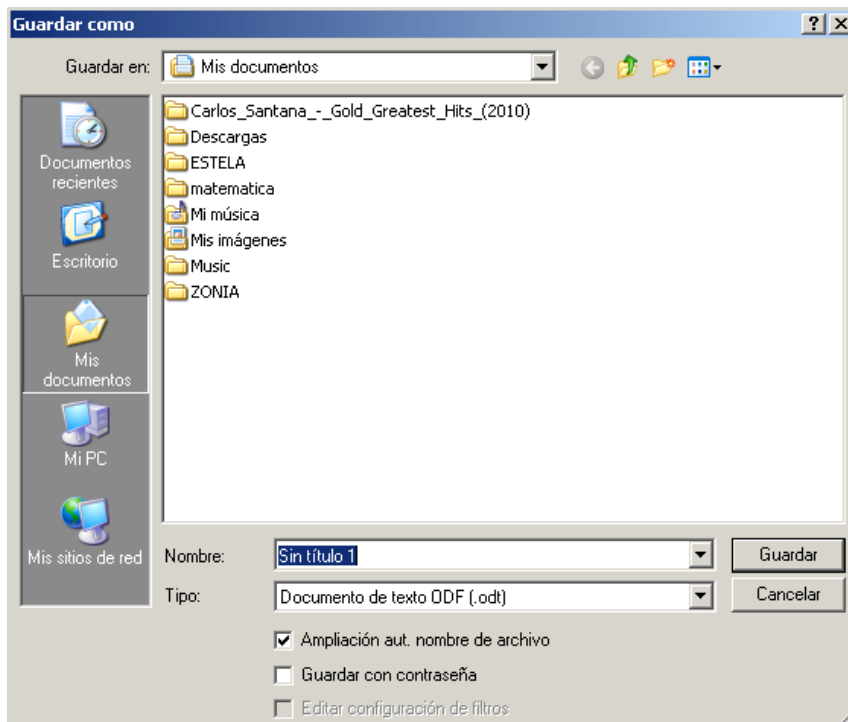 Guardar como
Guardar en:
Mis documentos
Documentos
recientes
Escritorio
Mis
documentos
Mi PC
Mis sitios de red
Carlos_Santana_-_Gold_Greatest_Hits_(2010)
Descargas
ESTELA
matematica
Mi música
Mis imágenes
Music
ZONIA
Nombre:
Sin título 1
Guardar
Tipo:
Documento de texto ODF (.odt)
Cancelar
Ampliación aut. nombre de archivo
Guardar con contraseña
Editar configuración de filtros